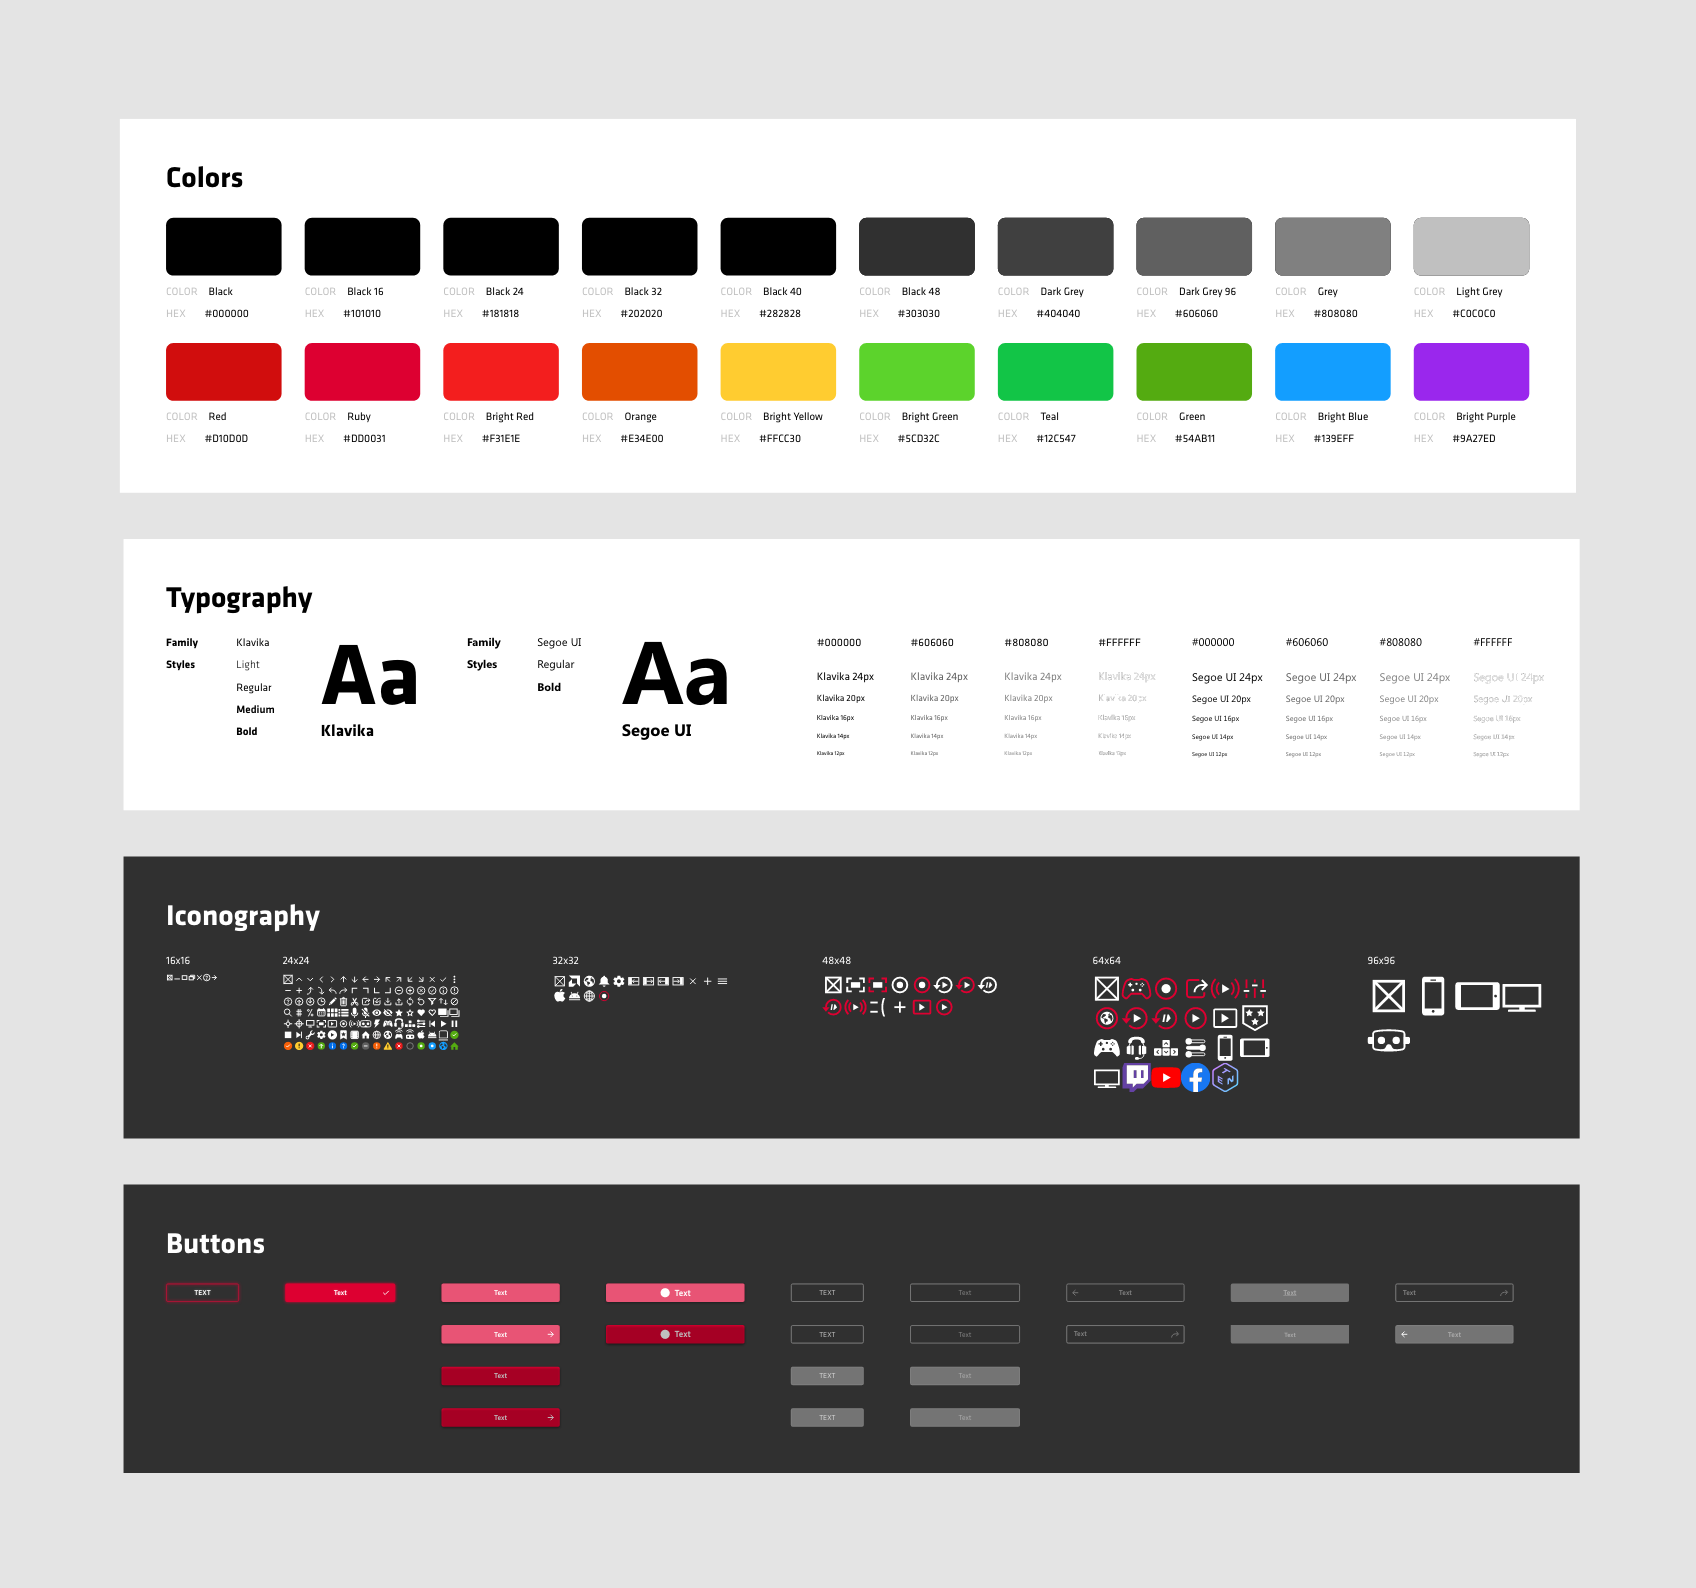 Colors
COLOR Black COLOR Black 16 COLOR Black 24 COLOR Black 32 COLOR Black 40 COLOR Black 48 COLOR Dark Grey COLOR Dark Grey 96 COLOR Grey COLOR Light Grey
HEX #000000 HEX #101010 HEX #181818 HEX #202020 HEX #282828 HEX #303030 HEX #404040 HEX #606060 HEX #808080 HEX #C0C0C0
COLOR Red COLOR Ruby COLOR Bright Red COLOR Orange COLOR Bright Yellow COLOR Bright Green COLOR Teal COLOR Green COLOR Bright Blue COLOR Bright Purple
HEX #D10D0D HEX #DD0031 HEX #F31E1E HEX #E34E00 HEX #FFCC30 HEX #5CD32C HEX #12C547 HEX #54AB11 HEX #139EFF HEX #9A27ED
Typography
Family Klavika
Styles Light
Regular
Medium
Bold
Aa
Klavika
Family Segoe UI
Styles Regular
Bold
Aa
Segoe UI
#000000 #606060 #808080 #FFFFFF #000000 #606060 #808080 #FFFFFF
Klavika 24px Klavika 24px Klavika 24px Klavika 24px Segoe UI 24px Segoe UI 24px Segoe UI 24px Segoe UI 24px
Klavika 20px Klavika 20px Klavika 20px Klavika 20px Segoe UI 20px Segoe UI 20px Segoe UI 20px Segoe UI 20px
Klavika 16px Klavika 16px Klavika 16px Klavika 16px Segoe UI 16px Segoe UI 16px Segoe UI 16px Segoe UI 16px
Klavika 14px Klavika 14px Klavika 14px Klavika 14px Segoe UI 14px Segoe UI 14px Segoe UI 14px Segoe UI 14px
Klavika 12px Klavika 12px Klavika 12px Klavika 12px Segoe UI 12px Segoe UI 12px Segoe UI 12px Segoe UI 12px
Iconography
16x16 24x24 32x32 48x48 64x64 96x96
Buttons
TEXT Text Text Text TEXT Text Text Text Text
Text Text TEXT Text Text Text Text
Text TEXT Text
Text TEXT Text